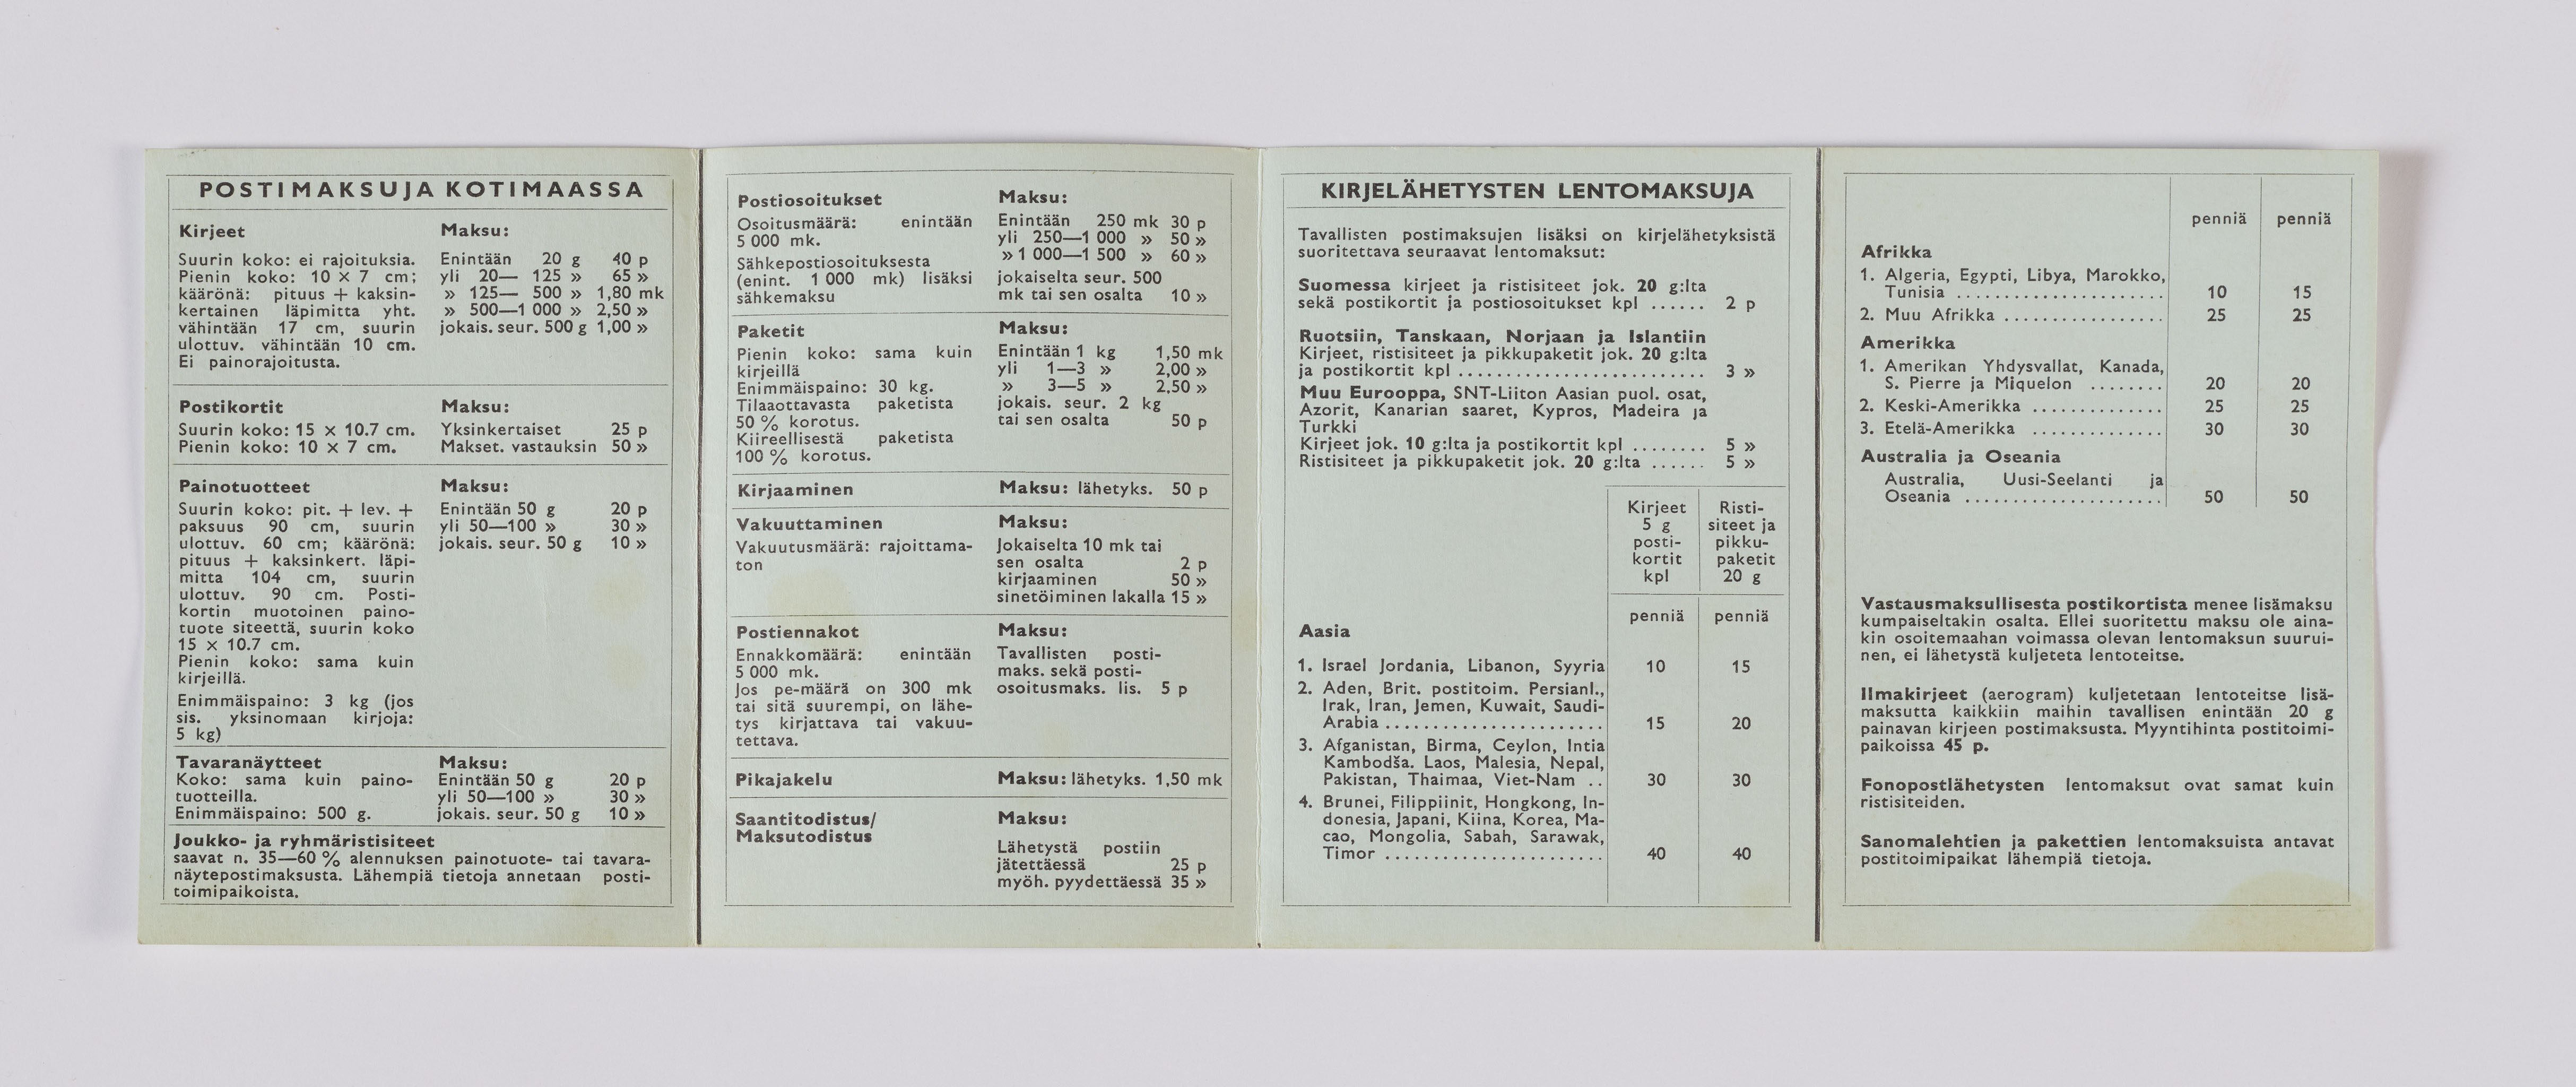 POSTIMAKSUJA KOTIMAASSA
Kirjeet Maksu:
Suurin koko: ei rajoituksia. Enintään 20 g 40 p
Pienin koko: 10 × 7 cm; yli 20— 125 » 65 »
käärönä: pituus + kaksin- » 125— 500 » 1,80 mk
kertainen läpimitta yht. » 500—1 000 » 2,50 »
vähintään 17 cm, suurin jokais. seur. 500 g 1,00 »
ulottuv. vähintään 10 cm.
Ei painorajoitusta.
Postikortit Maksu:
Suurin koko: 15 × 10.7 cm. Yksinkertaiset 25 p
Pienin koko: 10 × 7 cm. Makset. vastauksin 50 »
Painotuotteet Maksu:
Suurin koko: pit. + lev. + Enintään 50 g 20 p
paksuus 90 cm, suurin yli 50—100 » 30 »
ulottuv. 60 cm; käärönä: jokais. seur. 50 g 10 »
pituus + kaksinkert. läpi-
mitta 104 cm, suurin
ulottuv. 90 cm. Posti-
kortin muotoinen paino-
tuote siteettä, suurin koko
15 × 10.7 cm.
Pienin koko: sama kuin
kirjeillä.
Enimmäispaino: 3 kg (jos
sis. yksinomaan kirjoja:
5 kg)
Tavaranäytteet Maksu:
Koko: sama kuin paino- Enintään 50 g 20 p
tuotteilla. yli 50—100 » 30 »
Enimmäispaino: 500 g. jokais. seur. 50 g 10 »
Joukko- ja ryhmäristisiteet
saavat n. 35—60 % alennuksen painotuote- tai tavara-
näytepostimaksusta. Lähempiä tietoja annetaan posti-
toimipaikoista.
Postiosoitukset Maksu:
Osoitusmäärä: enintään Enintään 250 mk 30 p
5 000 mk. yli 250—1 000 » 50 »
Sähkepostiosoituksesta » 1 000—1 500 » 60 »
(enint. 1 000 mk) lisäksi jokaiselta seur. 500
sähkemaksu mk tai sen osalta 10 »
Paketit Maksu:
Pienin koko: sama kuin Enintään 1 kg 1,50 mk
kirjeillä yli 1—3 » 2,00 »
Enimmäispaino: 30 kg. » 3—5 » 2,50 »
Tilaaottavasta paketista jokais. seur. 2 kg
50 % korotus. tai sen osalta 50 p
Kiireellisestä paketista
100 % korotus.
Kirjaaminen Maksu: lähetyks. 50 p
Vakuuttaminen Maksu:
Vakuutusmäärä: rajoittama- Jokaiselta 10 mk tai
ton sen osalta 2 p
kirjaaminen 50 »
sinetöiminen lakalla 15 »
Postiennakot Maksu:
Ennakkomäärä: enintään Tavallisten posti-
5 000 mk. maks. sekä posti-
Jos pe-määrä on 300 mk osoitusmaks. lis. 5 p
tai sitä suurempi, on lähe-
tys kirjattava tai vakuu-
tettava.
Pikajakelu Maksu: lähetyks. 1,50 mk
Saantitodistus/ Maksu:
Maksutodistus
Lähetystä postiin
jätettäessä 25 p
myöh. pyydettäessä 35 »
KIRJELÄHETYSTEN LENTOMAKSUJA
Tavallisten postimaksujen lisäksi on kirjelähetyksistä
suoritettava seuraavat lentomaksut:
Suomessa kirjeet ja ristisiteet jok. 20 g:lta
sekä postikortit ja postiosoitukset kpl ...... 2 p
Ruotsiin, Tanskaan, Norjaan ja Islantiin
Kirjeet, ristisiteet ja pikkupaketit jok. 20 g:lta
ja postikortit kpl .......................... 3 »
Muu Eurooppa, SNT-Liiton Aasian puol. osat,
Azorit, Kanarian saaret, Kypros, Madeira ja
Turkki
Kirjeet jok. 10 g:lta ja postikortit kpl ........ 5 »
Ristisiteet ja pikkupaketit jok. 20 g:lta ...... 5 »
Kirjeet Risti-
5 g siteet ja
posti- pikku-
kortit paketit
kpl 20 g
penniä penniä
Aasia
1. Israel Jordania, Libanon, Syyria 10 15
2. Aden, Brit. postitoim. Persianl.,
Irak, Iran, Jemen, Kuwait, Saudi-
Arabia ....................... 15 20
3. Afganistan, Birma, Ceylon, Intia
Kambodša. Laos, Malesia, Nepal,
Pakistan, Thaimaa, Viet-Nam .. 30 30
4. Brunei, Filippiinit, Hongkong, In-
donesia, Japani, Kiina, Korea, Ma-
cao, Mongolia, Sabah, Sarawak,
Timor ....................... 40 40
penniä penniä
Afrikka
1. Algeria, Egypti, Libya, Marokko,
Tunisia ...................... 10 15
2. Muu Afrikka ................. 25 25
Amerikka
1. Amerikan Yhdysvallat, Kanada,
S. Pierre ja Miquelon ........ 20 20
2. Keski-Amerikka .............. 25 25
3. Etelä-Amerikka .............. 30 30
Australia ja Oseania
Australia, Uusi-Seelanti ja
Oseania ..................... 50 50
Vastausmaksullisesta postikortista menee lisämaksu
kumpaiseltakin osalta. Ellei suoritettu maksu ole aina-
kin osoitemaahan voimassa olevan lentomaksun suurui-
nen, ei lähetystä kuljeteta lentoteitse.
Ilmakirjeet (aerogram) kuljetetaan lentoteitse lisä-
maksutta kaikkiin maihin tavallisen enintään 20 g
painavan kirjeen postimaksusta. Myyntihinta postitoimi-
paikoissa 45 p.
Fonopostlähetysten lentomaksut ovat samat kuin
ristisiteiden.
Sanomalehtien ja pakettien lentomaksuista antavat
postitoimipaikat lähempiä tietoja.